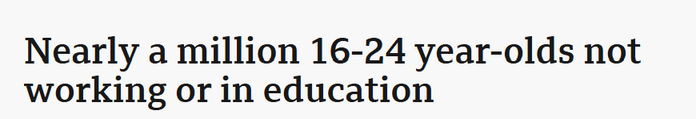 Nearly a million 16-24 year-olds not
working or in education